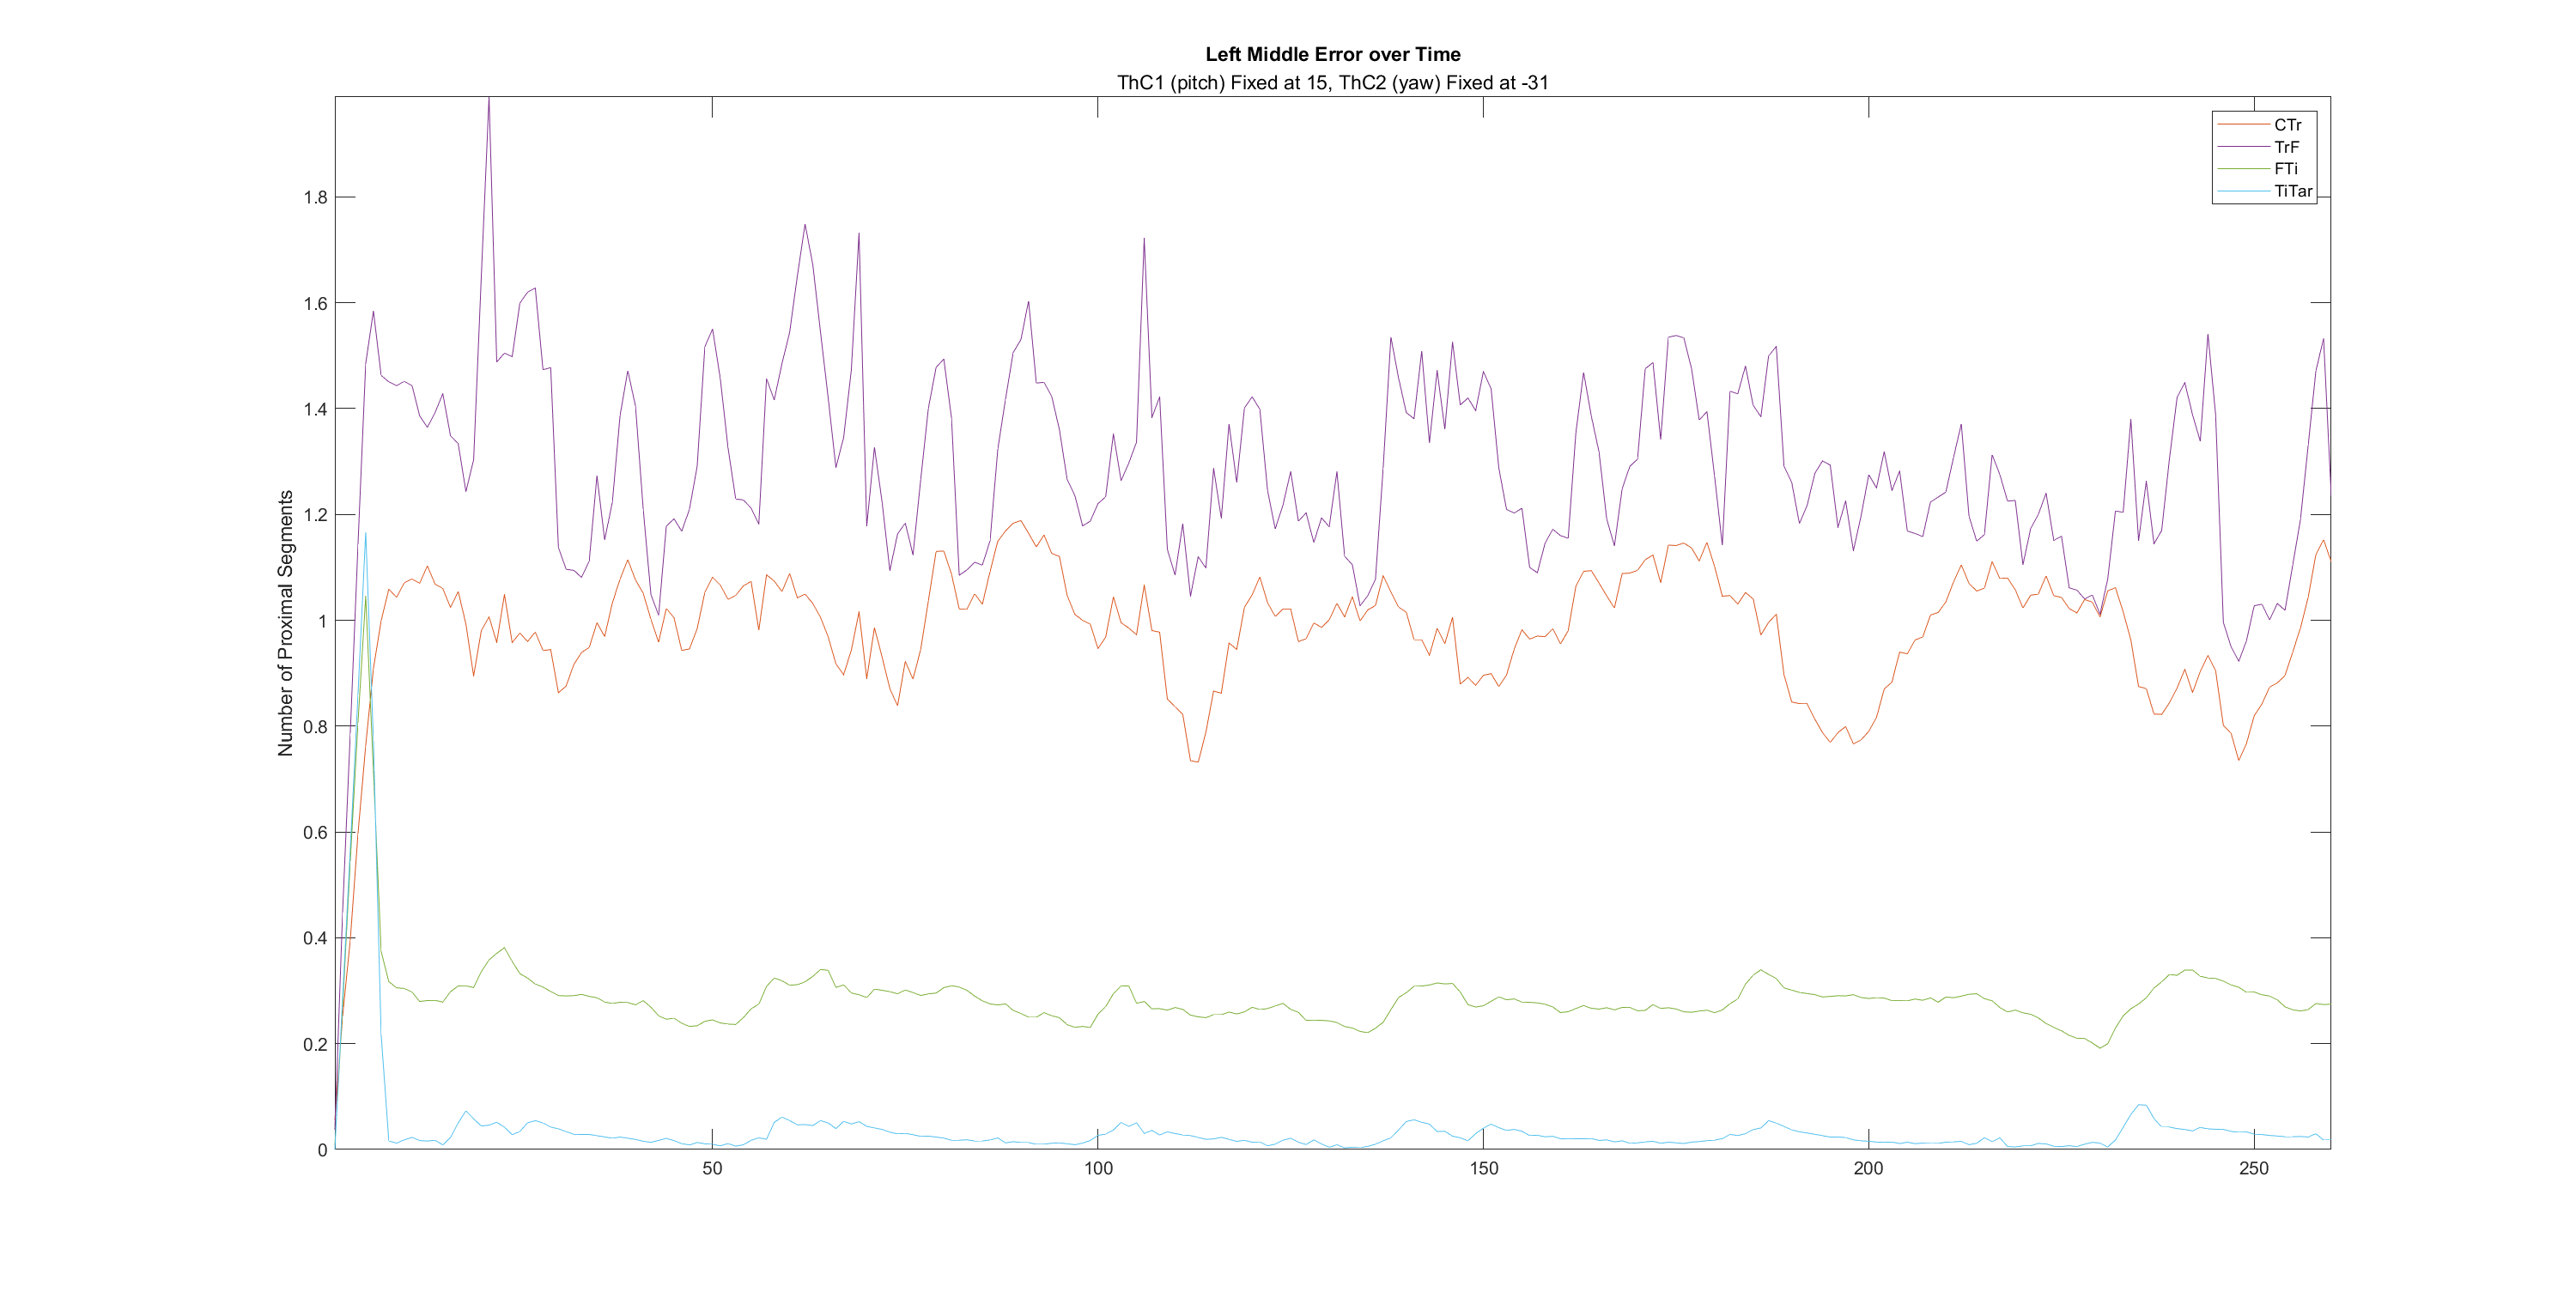 Left Middle Error over Time
ThC1 (pitch) Fixed at 15, ThC2 (yaw) Fixed at -31
CTr
TrF
FTi
TiTar
Number of Proximal Segments
1.8
1.6
1.4
1.2
1
0.8
0.6
0.4
0.2
0
50
100
150
200
250